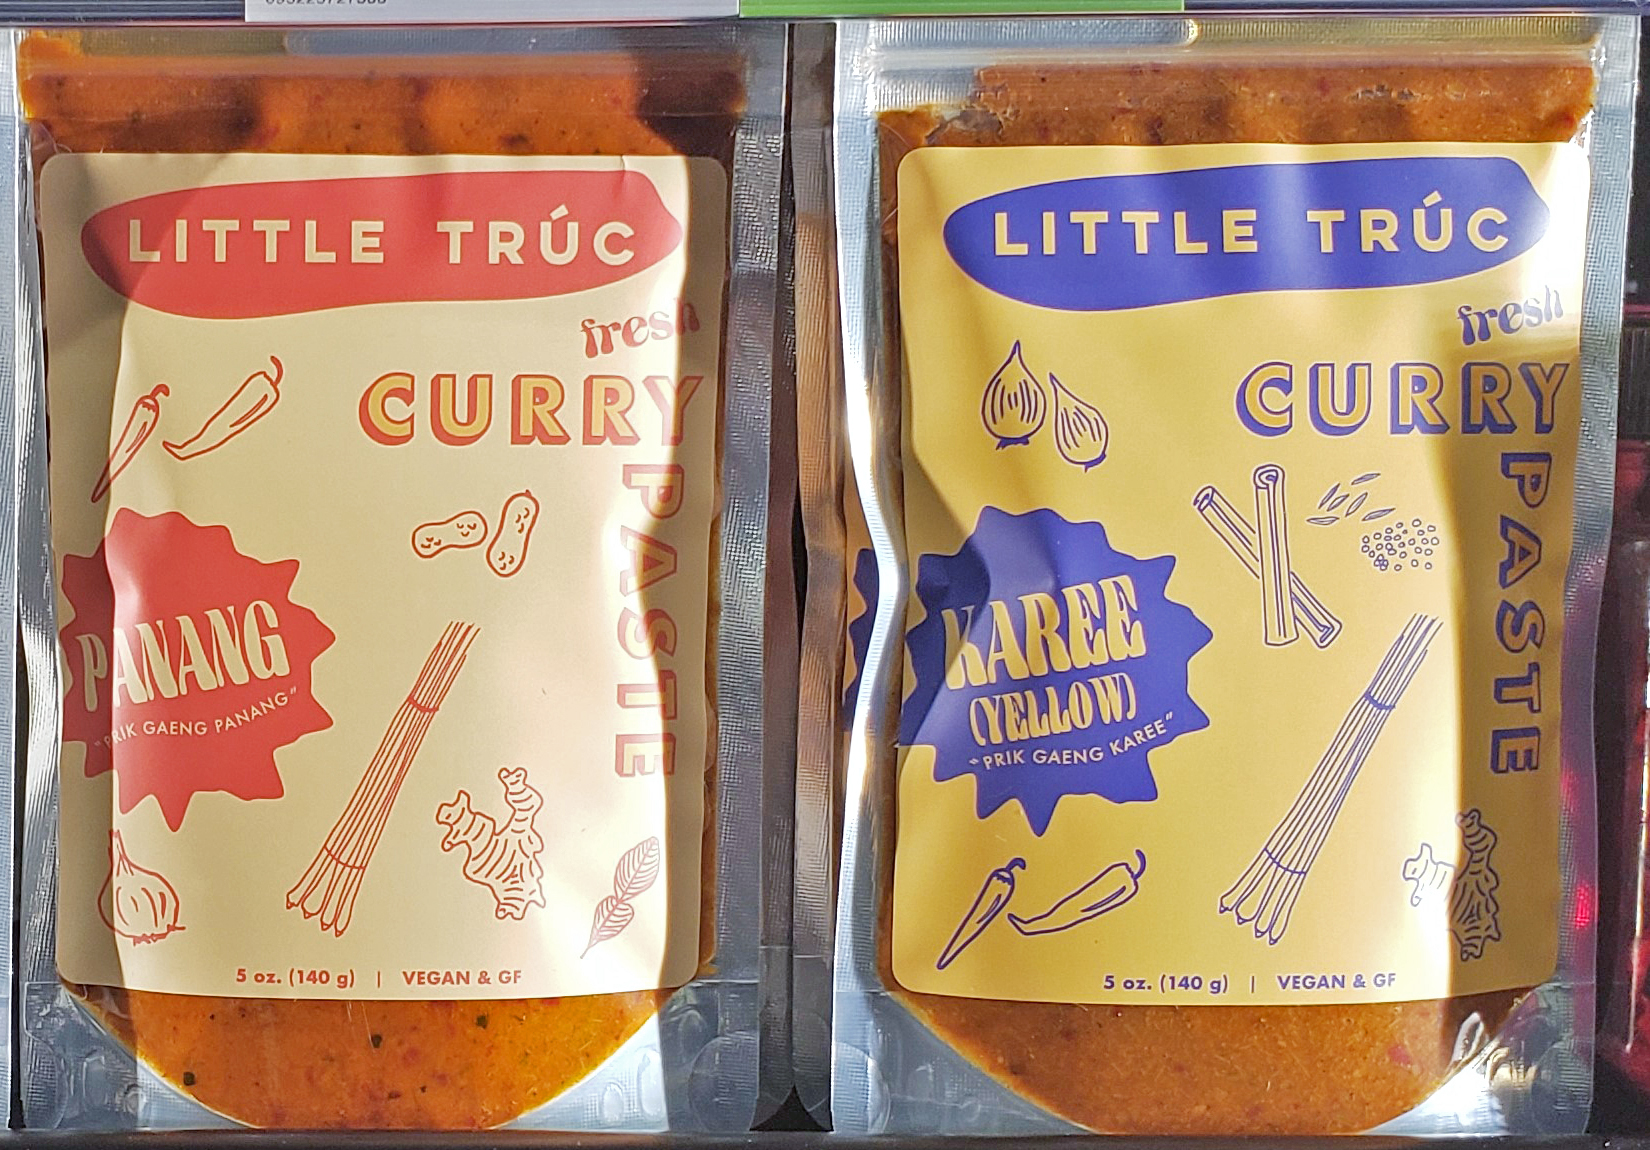 LITTLE TRÚC
fresh
CURRY
PASTE
PANANG
"PRIK GAENG PANANG"
5 oz. (140 g) | VEGAN & GF
LITTLE TRÚC
fresh
CURRY
PASTE
KAREE
(YELLOW)
"PRIK GAENG KAREE"
5 oz. (140 g) | VEGAN & GF